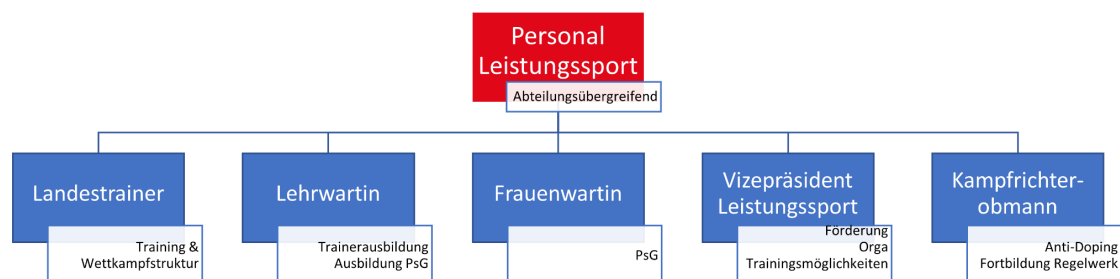 Personal
Leistungssport
Abteilungsübergreifend
Landestrainer
Training &
Wettkampfstruktur
Lehrwartin
Trainerausbildung
Ausbildung PsG
Frauenwartin
PsG
Vizepräsident
Leistungssport
Förderung
Orga
Trainingsmöglichkeiten
Kampfrichter-
obmann
Anti-Doping
Fortbildung Regelwerk